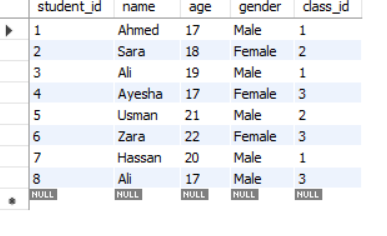 student_id name age gender class_id
1 Ahmed 17 Male 1
2 Sara 18 Female 2
3 Ali 19 Male 1
4 Ayesha 17 Female 3
5 Usman 21 Male 2
6 Zara 22 Female 3
7 Hassan 20 Male 1
8 Ali 17 Male 3
NULL NULL NULL NULL NULL